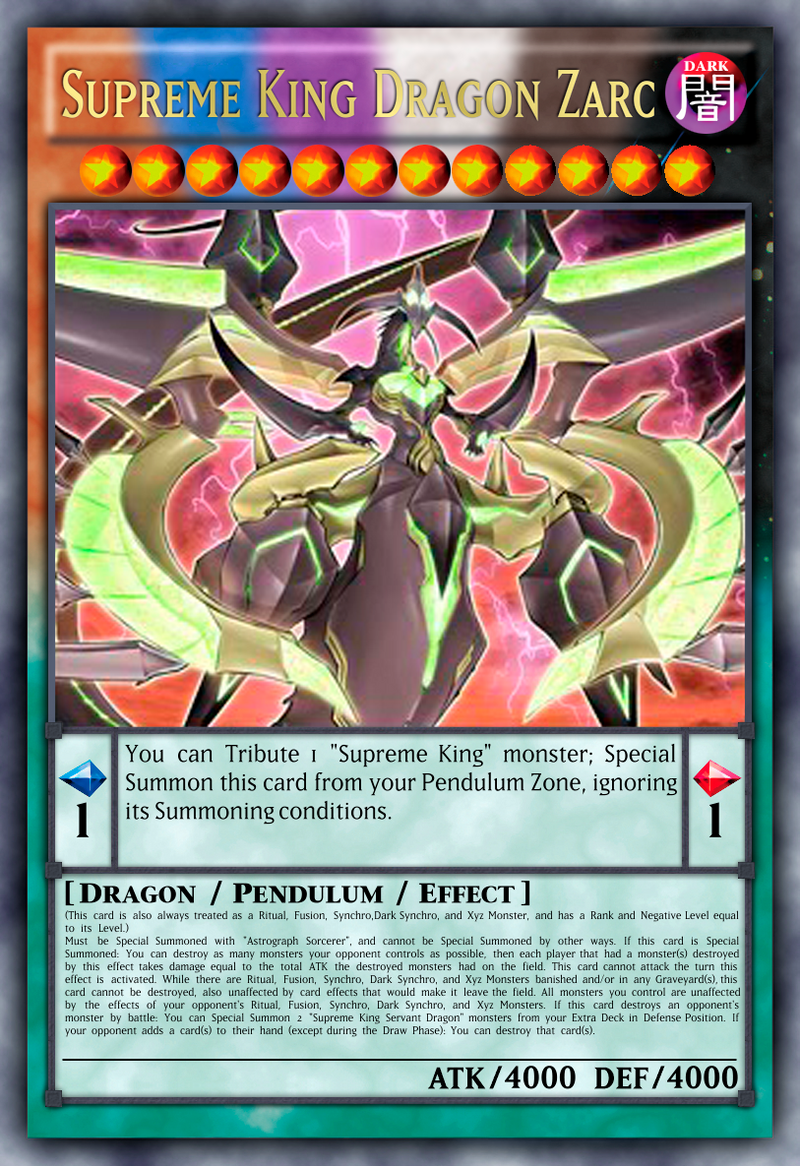 Supreme King Dragon Zarc
DARK
闇
You can Tribute 1 "Supreme King" monster; Special
Summon this card from your Pendulum Zone, ignoring
its Summoning conditions.
1
1
[ Dragon / Pendulum / Effect ]
(This card is also always treated as a Ritual, Fusion, Synchro,Dark Synchro, and Xyz Monster, and has a Rank and Negative Level equal
to its Level.)
Must be Special Summoned with "Astrograph Sorcerer", and cannot be Special Summoned by other ways. If this card is Special
Summoned: You can destroy as many monsters your opponent controls as possible, then each player that had a monster(s) destroyed
by this effect takes damage equal to the total ATK the destroyed monsters had on the field. This card cannot attack the turn this
effect is activated. While there are Ritual, Fusion, Synchro, Dark Synchro, and Xyz Monsters banished and/or in any Graveyard(s), this
card cannot be destroyed, also unaffected by card effects that would make it leave the field. All monsters you control are unaffected
by the effects of your opponent's Ritual, Fusion, Synchro, Dark Synchro, and Xyz Monsters. If this card destroys an opponent's
monster by battle: You can Special Summon 2 "Supreme King Servant Dragon" monsters from your Extra Deck in Defense Position. If
your opponent adds a card(s) to their hand (except during the Draw Phase): You can destroy that card(s).
ATK/4000 DEF/4000